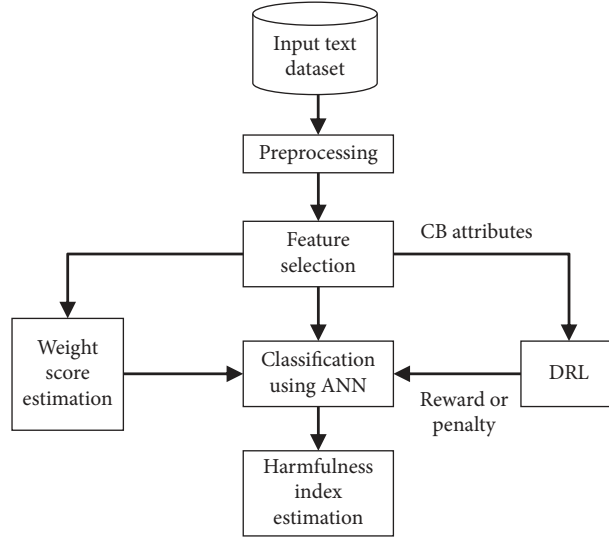 Input text
dataset
Preprocessing
Feature
selection
CB attributes
Weight
score
estimation
Classification
using ANN
DRL
Reward or
penalty
Harmfulness
index
estimation